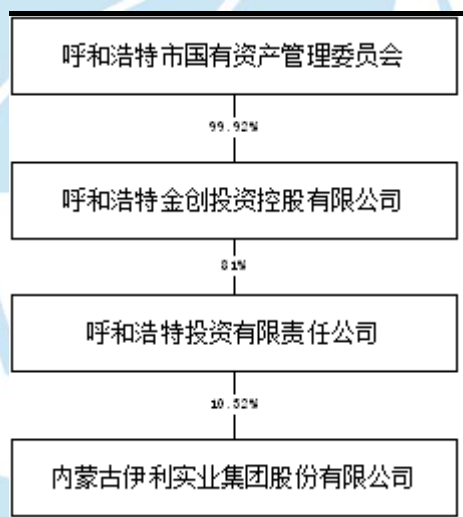 呼和浩特市国有资产管理委员会
99.92%
呼和浩特金创投资控股有限公司
81%
呼和浩特投资有限责任公司
10.52%
内蒙古伊利实业集团股份有限公司